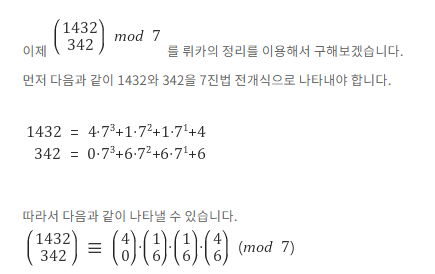 이제 (1432 342) mod 7 를 뤼카의 정리를 이용해서 구해보겠습니다.
먼저 다음과 같이 1432와 342을 7진법 전개식으로 나타내야 합니다.
1432 = 4·7³+1·7²+1·7¹+4
342 = 0·7³+6·7²+6·7¹+6
따라서 다음과 같이 나타낼 수 있습니다.
(1432 342) ≡ (4 0)·(1 6)·(1 6)·(4 6) (mod 7)